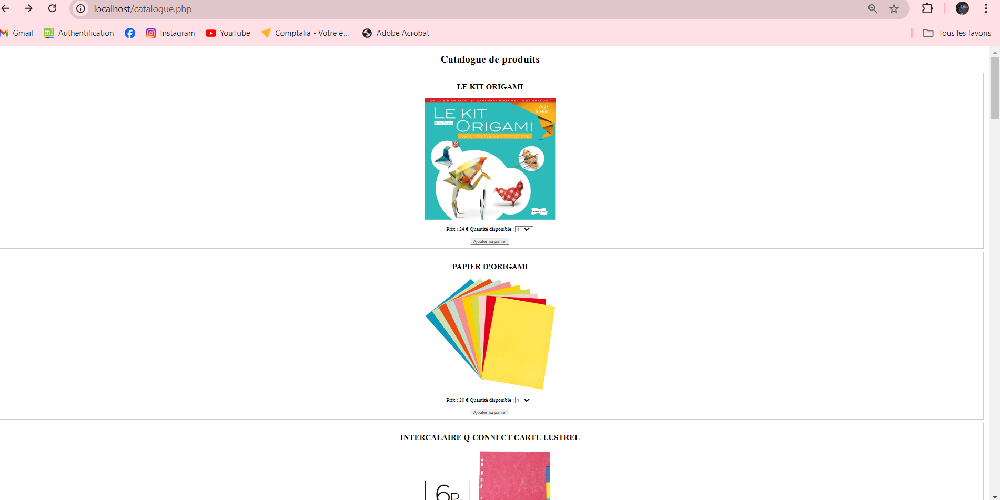 localhost/catalogue.php
Gmail Authentification Instagram YouTube Comptalia - Votre é... Adobe Acrobat Tous les favoris
Catalogue de produits
LE KIT ORIGAMI
UN LOISIR AMUSANT ET CAPTIVANT POUR PETITS ET GRANDS !
Prêt
à plier!
LE KIT
ORIGAMI
AVEC 112 FEUILLES DÉCORÉES
Prix : 24 € Quantité disponible : 1
Ajouter au panier
PAPIER D'ORIGAMI
Prix : 20 € Quantité disponible : 1
Ajouter au panier
INTERCALAIRE Q-CONNECT CARTE LUSTREE
6P